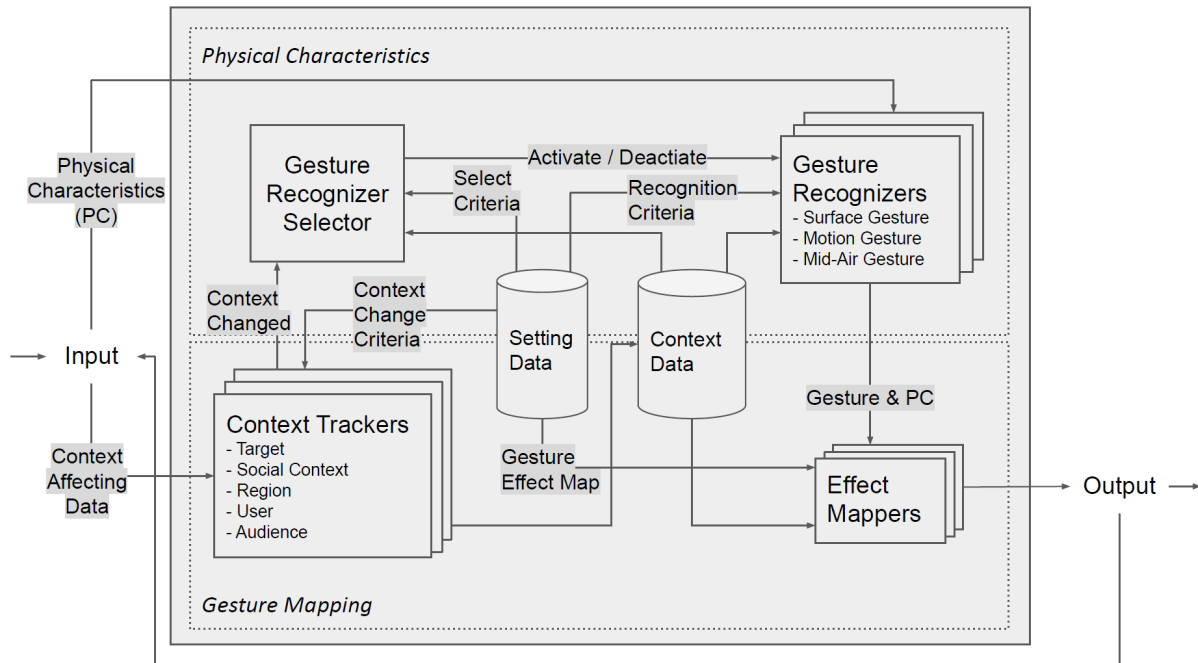 Physical Characteristics
Physical
Characteristics
(PC)
Gesture
Recognizer
Selector
Activate / Deactiate
Select
Criteria
Recognition
Criteria
Gesture
Recognizers
- Surface Gesture
- Motion Gesture
- Mid-Air Gesture
Context
Changed
Context
Change
Criteria
Setting
Data
Context
Data
Input
Gesture & PC
Context
Affecting
Data
Context Trackers
- Target
- Social Context
- Region
- User
- Audience
Gesture
Effect Map
Effect
Mappers
Output
Gesture Mapping